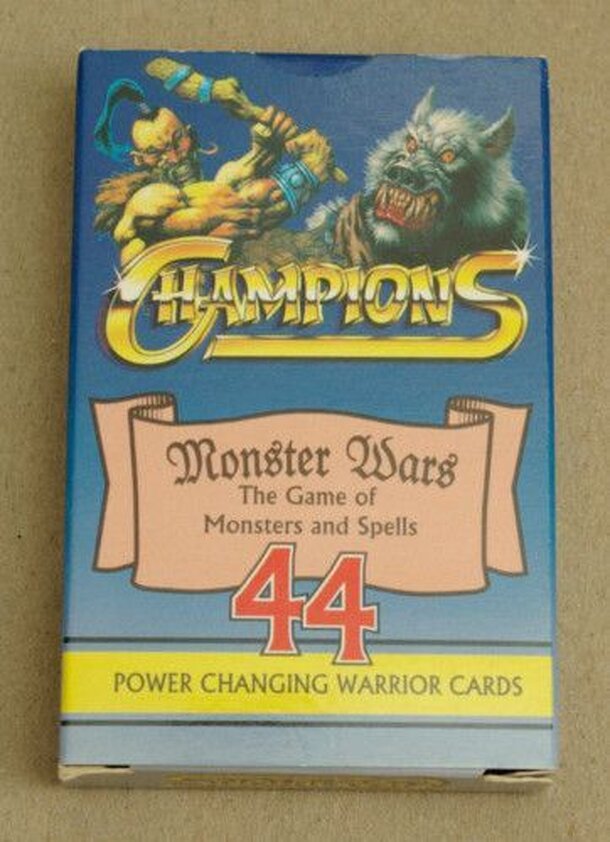 CHAMPIONS
Monster Wars
The Game of
Monsters and Spells
44
POWER CHANGING WARRIOR CARDS